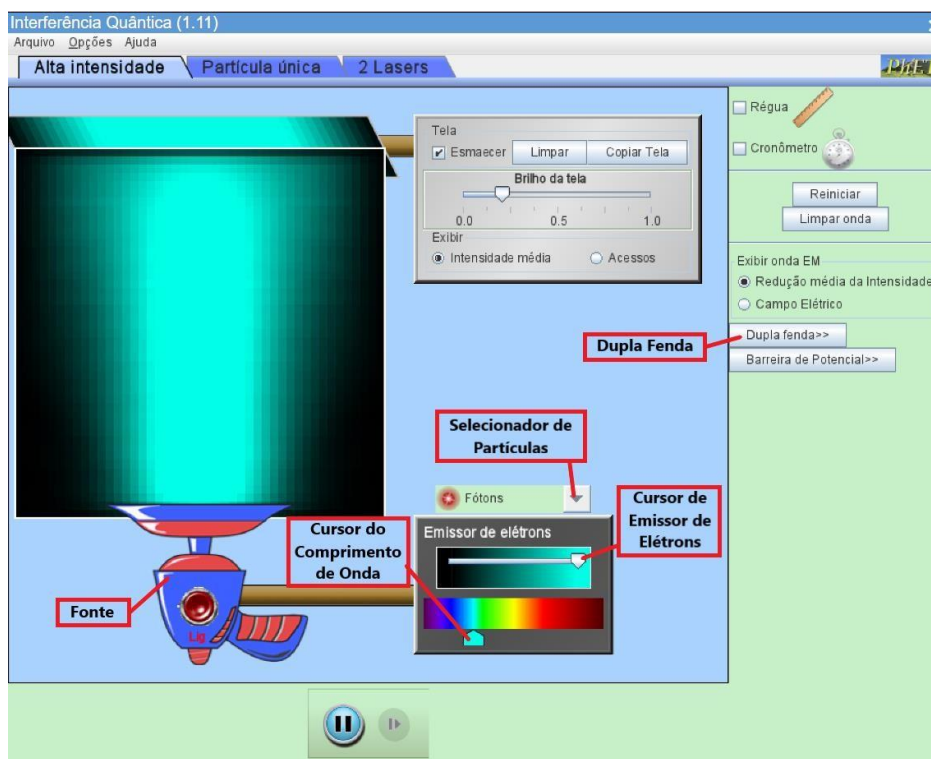 Interferência Quântica (1.11)
Arquivo Opções Ajuda
Alta intensidade Partícula única 2 Lasers
PhET
Tela
Esmaecer Limpar Copiar Tela
Brilho da tela
0.0 0.5 1.0
Exibir
Intensidade média Acessos
Régua
Cronômetro
Reiniciar
Limpar onda
Exibir onda EM
Redução média da Intensidade
Campo Elétrico
Dupla fenda>>
Barreira de Potencial>>
Dupla Fenda
Selecionador de
Partículas
Fótons
Cursor de
Emissor de
Elétrons
Emissor de elétrons
Cursor do
Comprimento
de Onda
Fonte
Lig